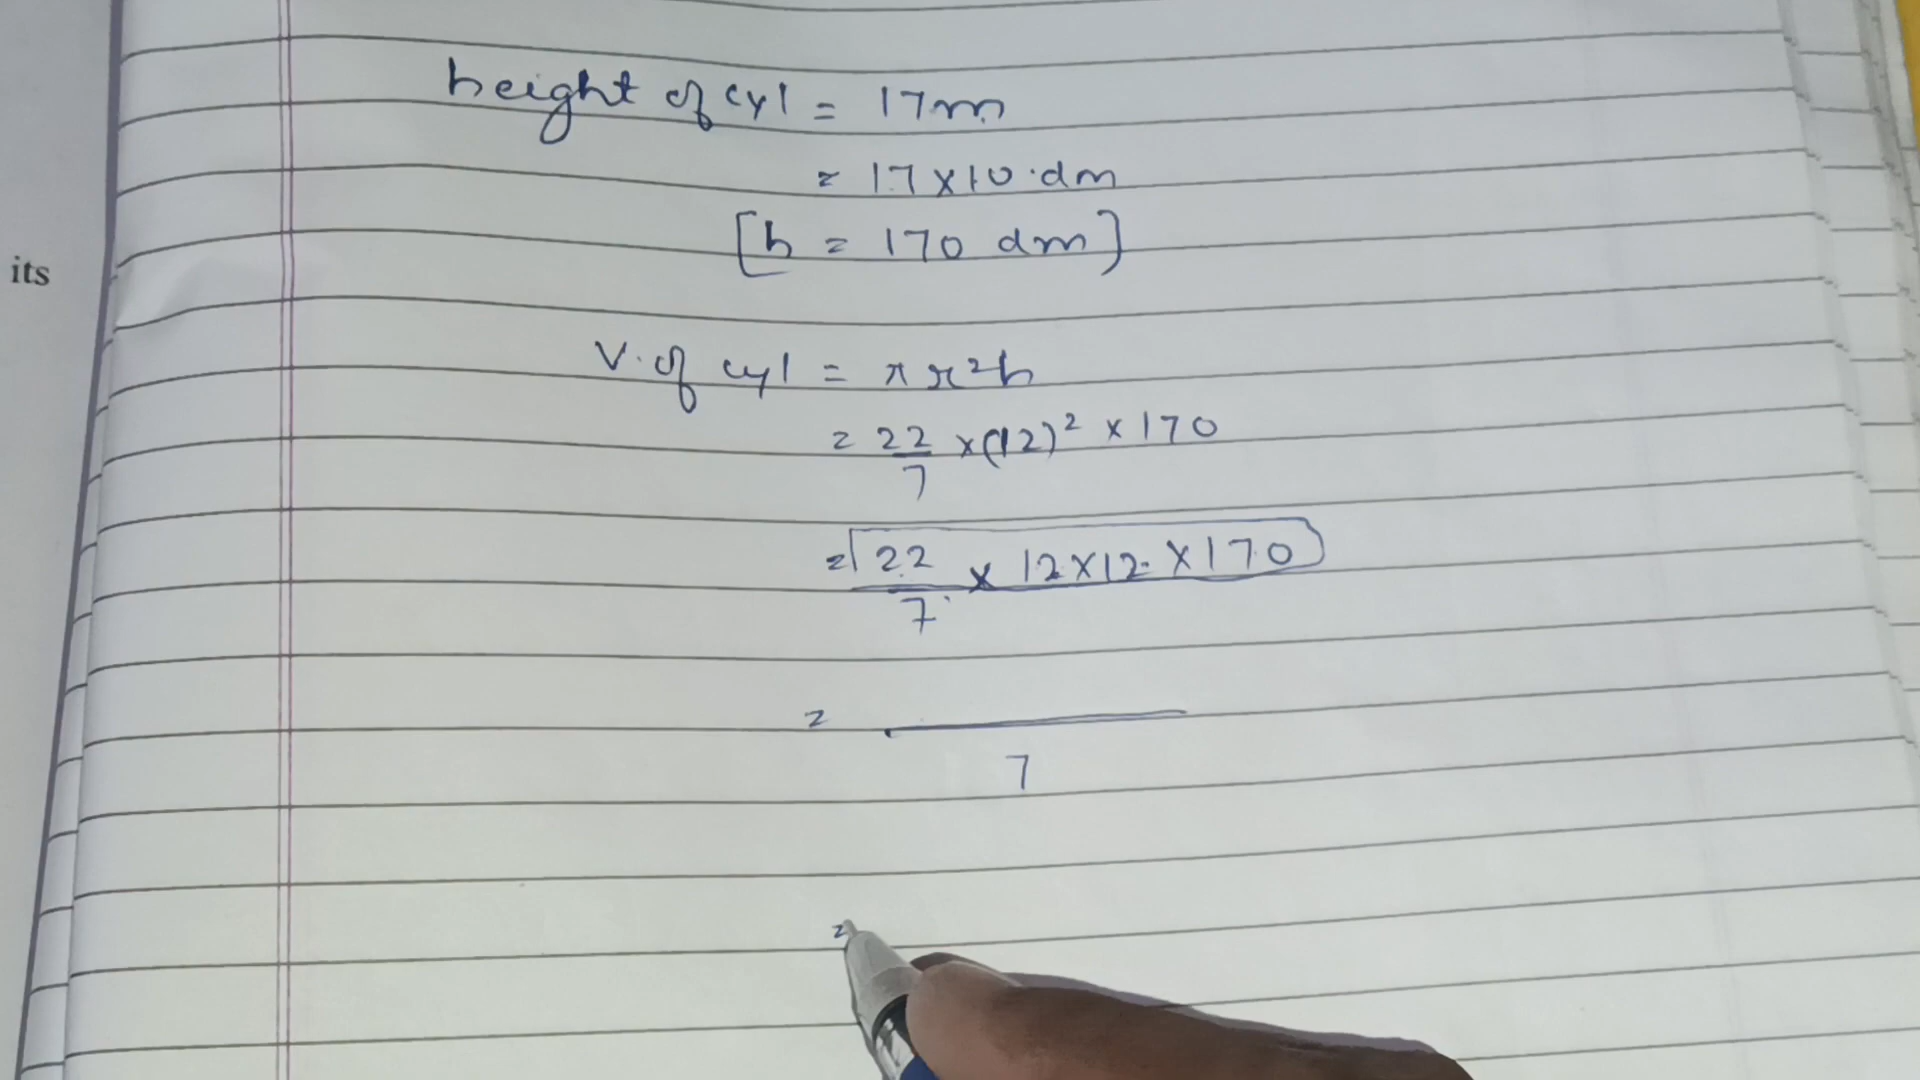 height of cyl = 17m
= 17 x 10 dm
[h = 170 dm]
its
V. of cyl = π r²h
= 22/7 x (12)² x 170
= 22/7 x 12 x 12 x 170
= /7
=